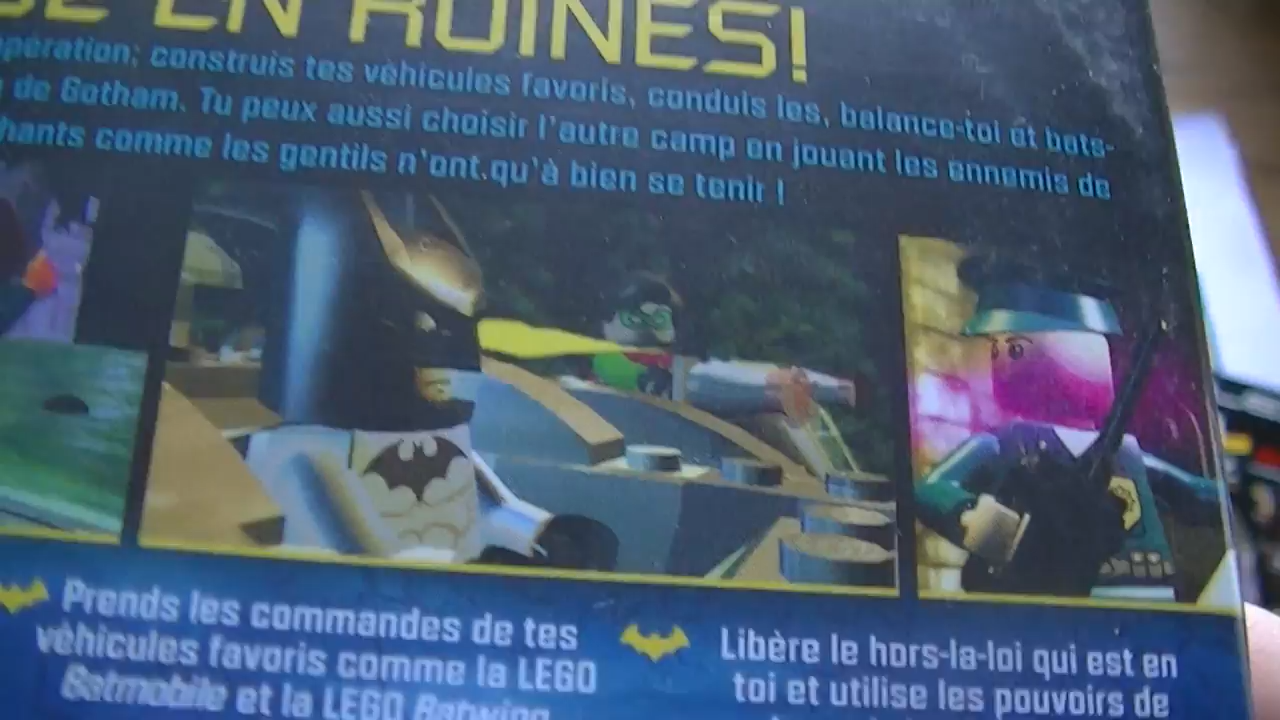 EN RUINES!
opération; construis tes véhicules favoris, conduis les, balance-toi et bats-
de Gotham. Tu peux aussi choisir l'autre camp en jouant les ennemis de
comme les gentils n'ont.qu'à bien se tenir !
Prends les commandes de tes
véhicules favoris comme la LEGO
Batmobile et la LEGO Batwing
Libère le hors-la-loi qui est en
toi et utilise les pouvoirs de